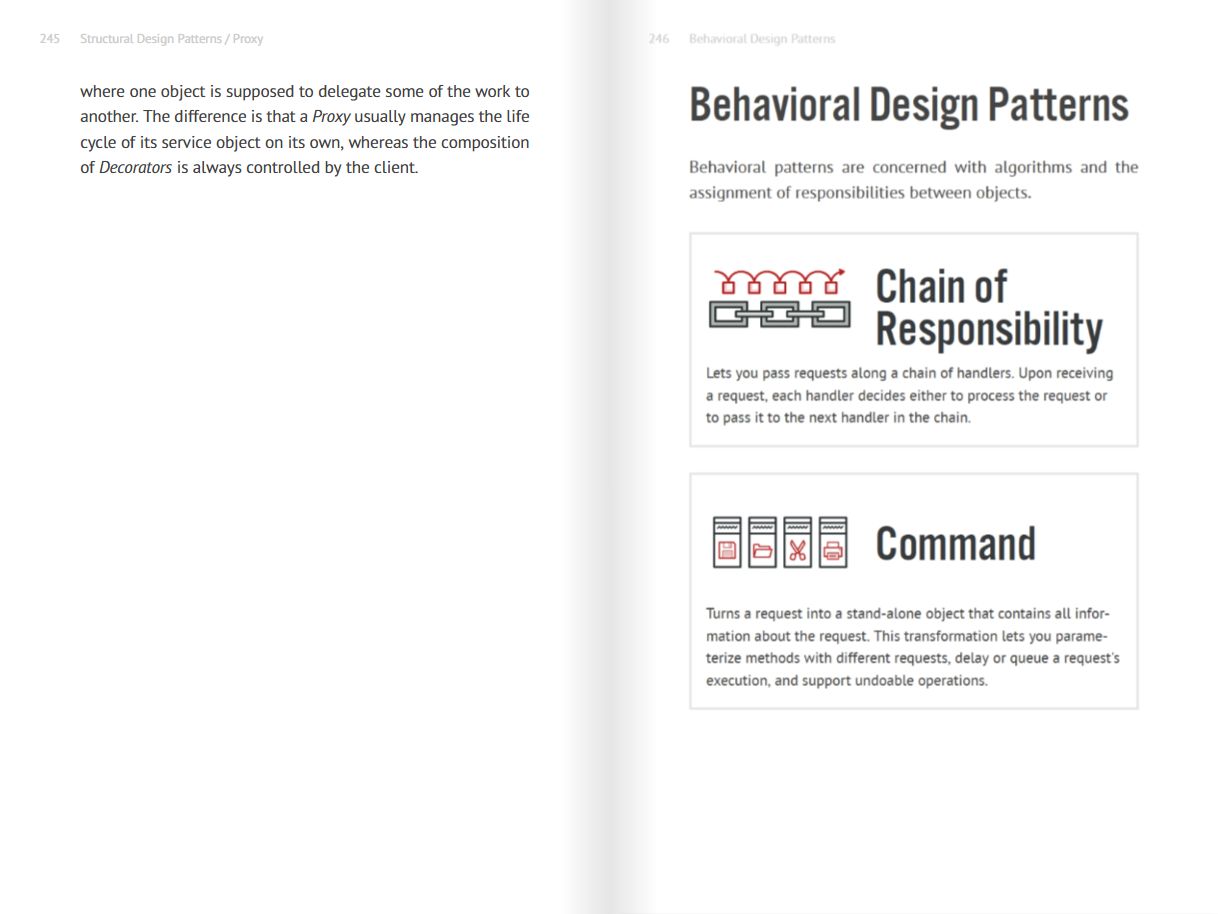 245 Structural Design Patterns / Proxy
where one object is supposed to delegate some of the work to
another. The difference is that a Proxy usually manages the life
cycle of its service object on its own, whereas the composition
of Decorators is always controlled by the client.
246 Behavioral Design Patterns
Behavioral Design Patterns
Behavioral patterns are concerned with algorithms and the
assignment of responsibilities between objects.
Chain of
Responsibility
Lets you pass requests along a chain of handlers. Upon receiving
a request, each handler decides either to process the request or
to pass it to the next handler in the chain.
Command
Turns a request into a stand-alone object that contains all infor-
mation about the request. This transformation lets you parame-
terize methods with different requests, delay or queue a request's
execution, and support undoable operations.